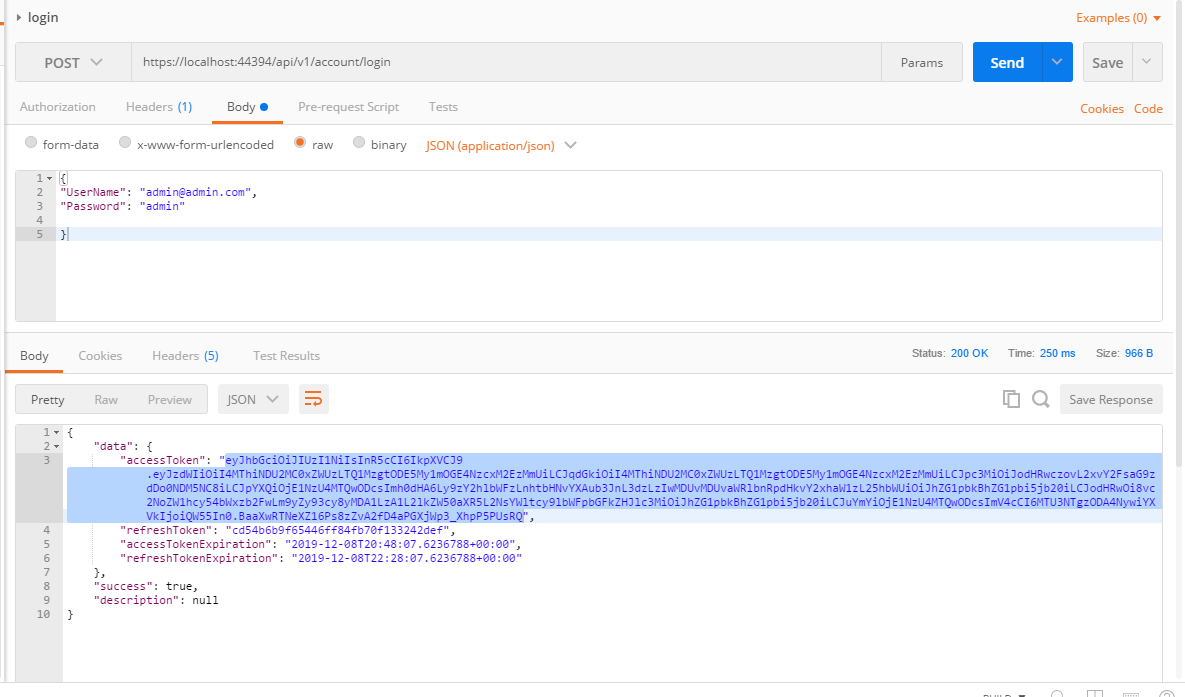 login
Examples (0)
POST
https://localhost:44394/api/v1/account/login
Params
Send
Save
Authorization
Headers (1)
Body
Pre-request Script
Tests
Cookies
Code
form-data
x-www-form-urlencoded
raw
binary
JSON (application/json)
1 {
2 "UserName": "admin@admin.com",
3 "Password": "admin"
4
5 }
Body
Cookies
Headers (5)
Test Results
Status: 200 OK
Time: 250 ms
Size: 966 B
Pretty
Raw
Preview
JSON
Save Response
1 {
2 "data": {
3 "accessToken": "eyJhbGciOiJIUzI1NiIsInR5cCI6IkpXVCJ9
.eyJzdWIiOiI4MThiNDU2MC0xZWUzLTQ1MzgtODE5My1mOGE4NzcxM2EzMmUiLCJqdGkiOiI4MThiNDU2MC0xZWUzLTQ1MzgtODE5My1mOGE4NzcxM2EzMmUiLCJpc3MiOiJodHRwczovL2xvY2FsaG9z
dDo0NDM5NC8iLCJpYXQiOjE1NzU4MTQwODcsImh0dHA6Ly9zY2hlbWFzLnhtbHNvYXAub3JnL3dzLzIwMDUvMDUvaWRlbnRpdHkvY2xhaW1zL25hbWUiOiJhZG1pbkBhZG1pbi5jb20iLCJodHRwOi8vc
2NoZW1hcy54bWxzb2FwLm9yZy93cy8yMDA1LzA1L2lkZW50aXR5L2NsYWltcy9lbWFpbGFkZHJlc3MiOiJhZG1pbkBhZG1pbi5jb20iLCJuYmYiOjE1NzU4MTQwODcsImV4cCI6MTU3NTgzODA4NywiYX
VkIjoiQW55In0.BaaXwRTNeXZ16Ps8zZvA2fD4aPGXjWp3_XhpP5PUsRQ",
4 "refreshToken": "cd54b6b9f65446ff84fb70f133242def",
5 "accessTokenExpiration": "2019-12-08T20:48:07.6236788+00:00",
6 "refreshTokenExpiration": "2019-12-08T22:28:07.6236788+00:00"
7 },
8 "success": true,
9 "description": null
10 }